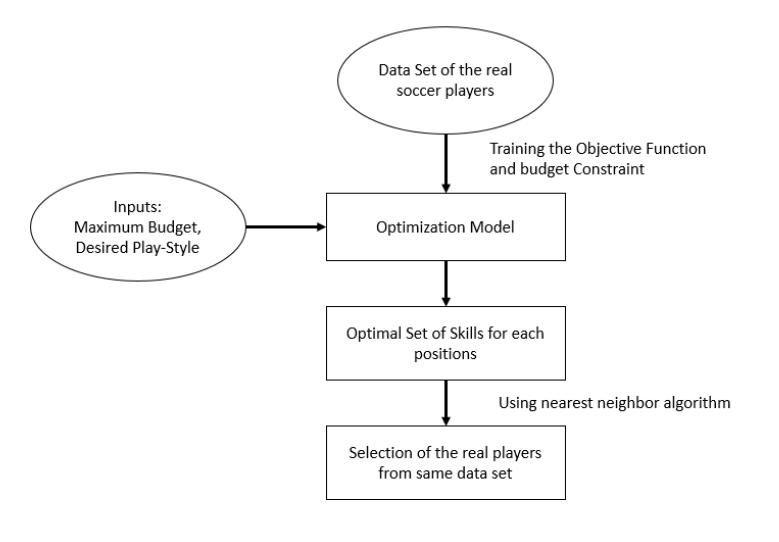 Data Set of the real
soccer players
Training the Objective Function
and budget Constraint
Inputs:
Maximum Budget,
Desired Play-Style
Optimization Model
Optimal Set of Skills for each
positions
Using nearest neighbor algorithm
Selection of the real players
from same data set